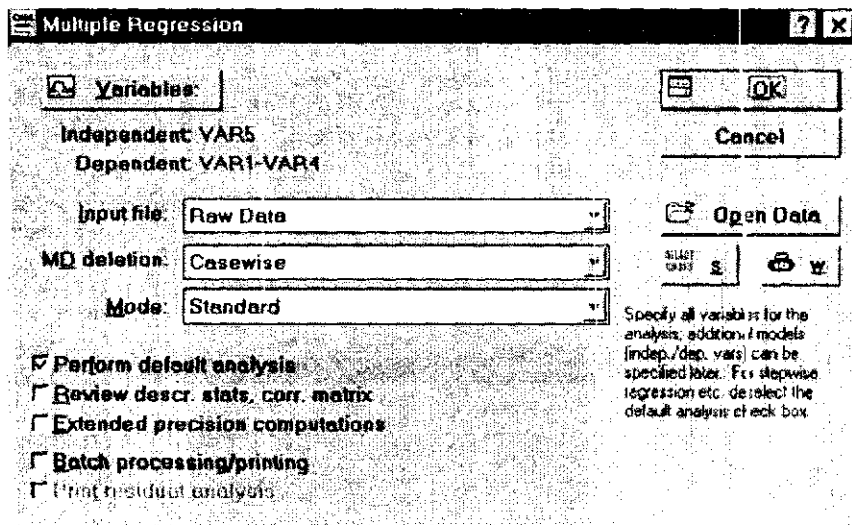 Multiple Regression
Variables:
OK
Independent: VAR5
Cancel
Dependent: VAR1-VAR4
Input file: Raw Data
Open Data
MD deletion: Casewise
SELECT CASES S
W
Mode: Standard
Specify all variables for the
analysis, additional models
(indep./dep. vars) can be
specified later. For stepwise
regression etc. deselect the
default analysis check box
Perform default analysis
Review descr. stats, corr. matrix
Extended precision computations
Batch processing/printing
Print residual analysis